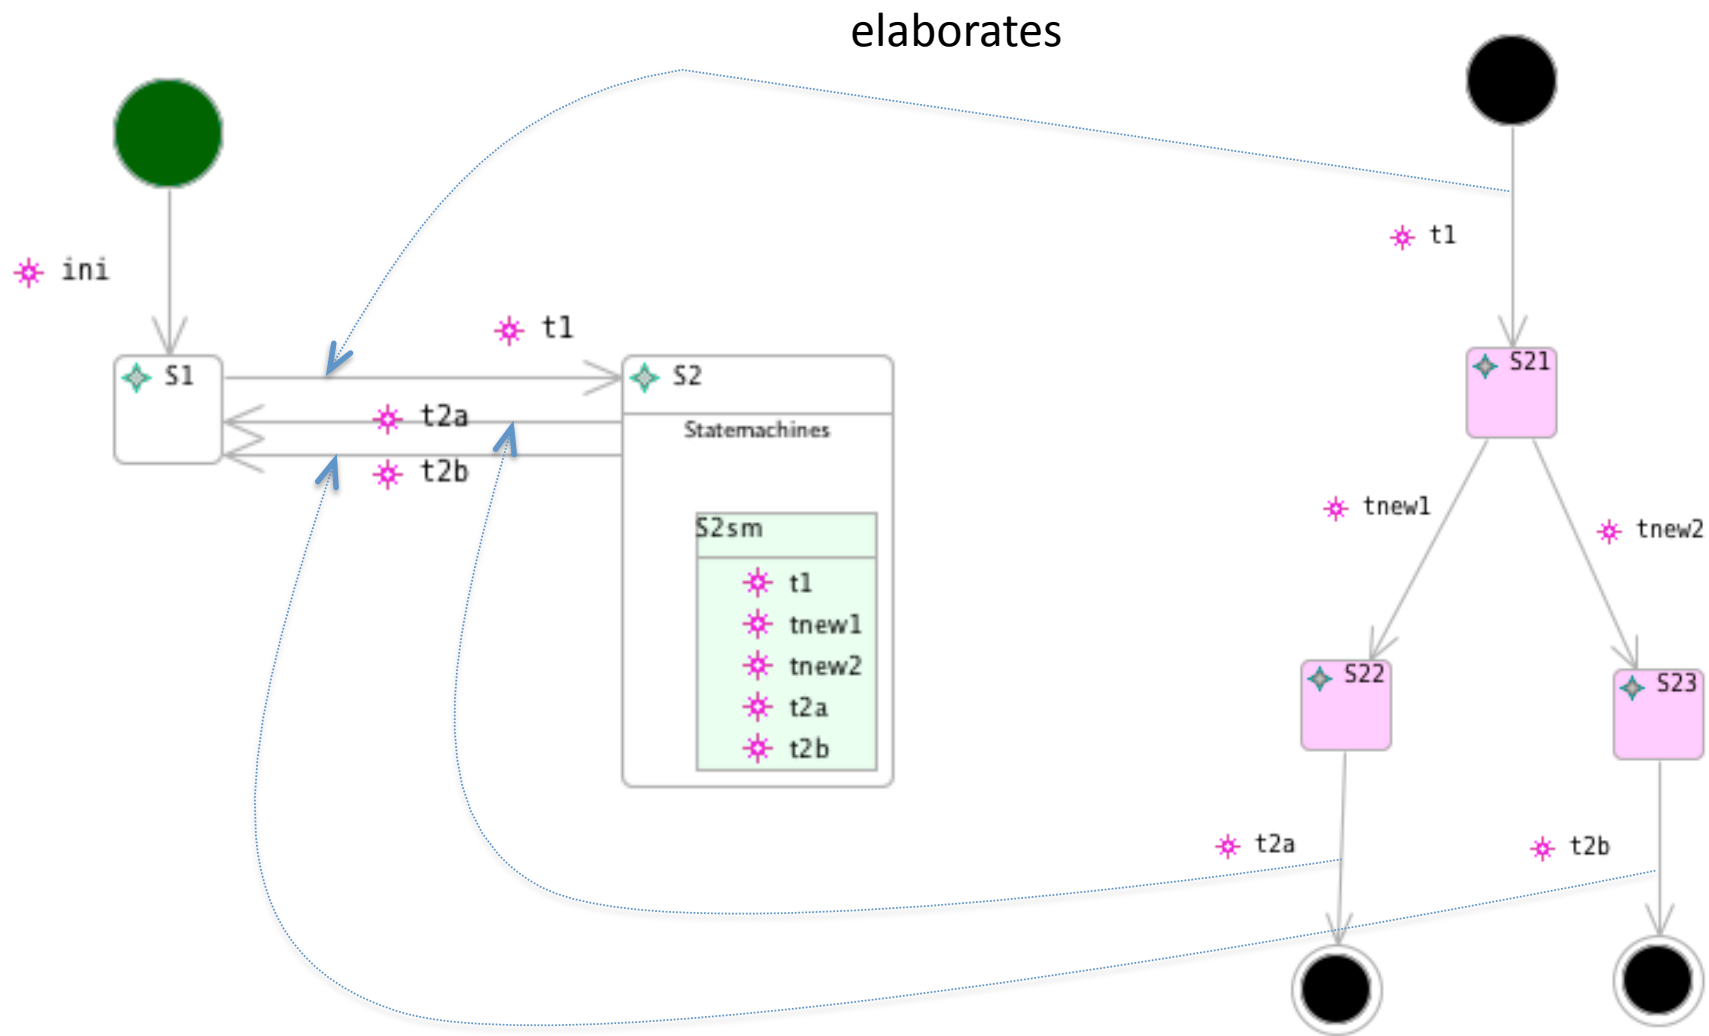 elaborates
t1
ini
t1
S1
S2
S21
t2a
Statemachines
t2b
tnew1
tnew2
S2sm
t1
tnew1
tnew2
t2a
t2b
S22
S23
t2a
t2b